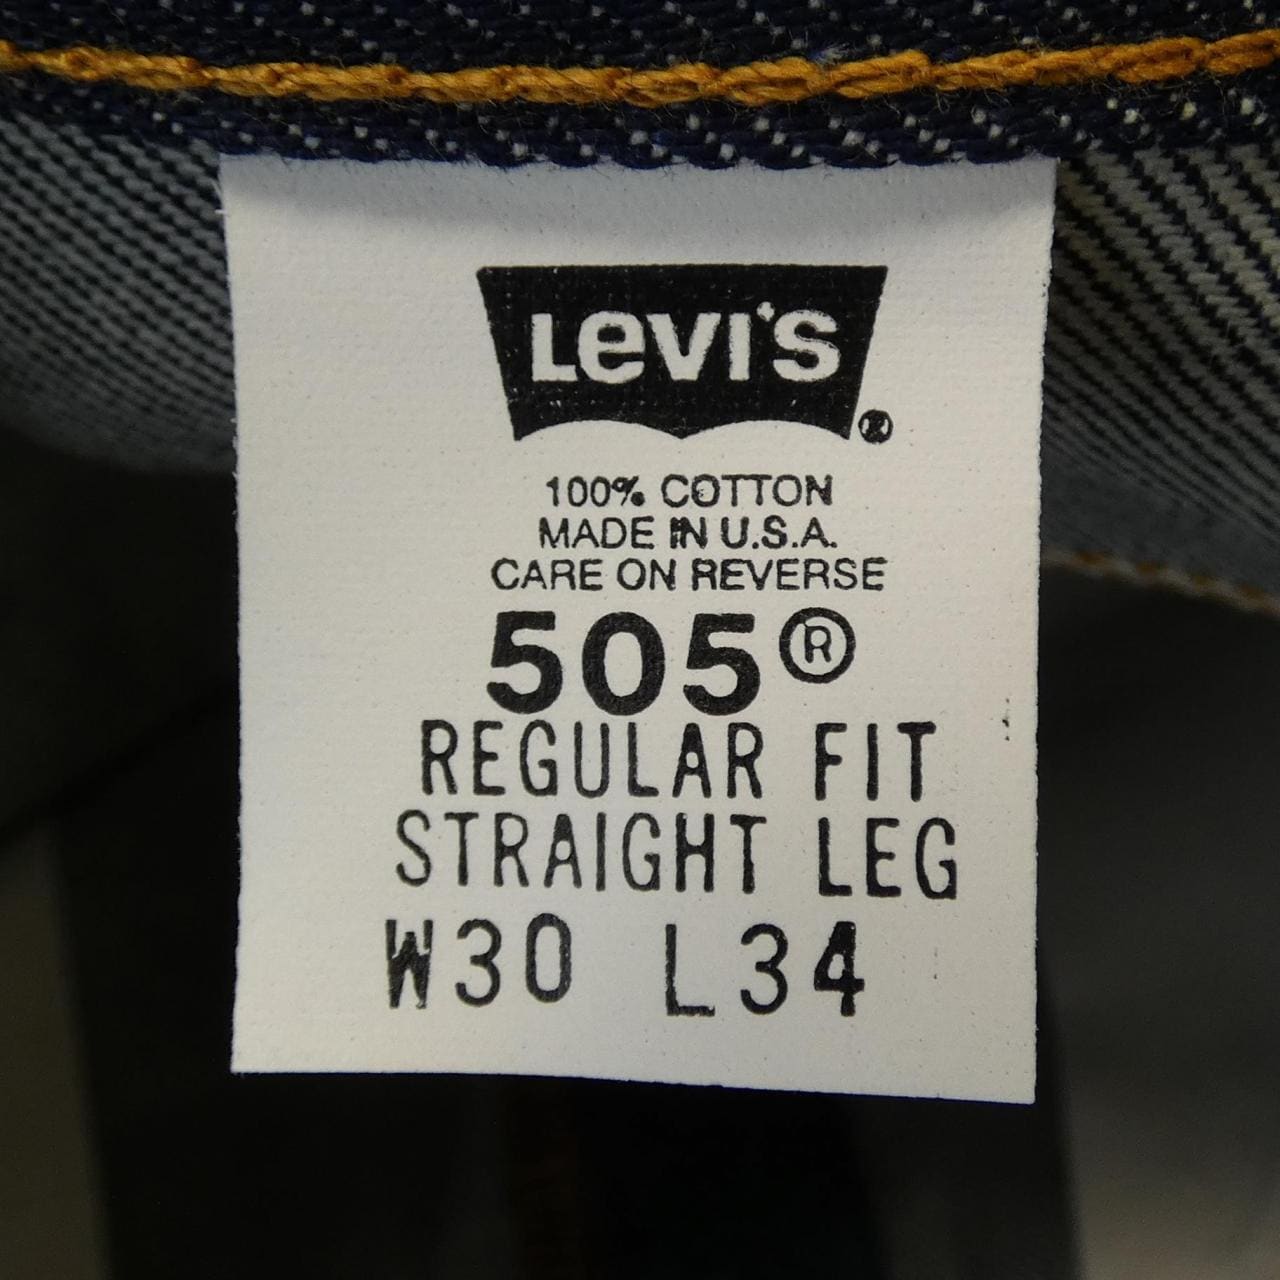 LEVI'S ®
100% COTTON
MADE IN U.S.A.
CARE ON REVERSE
505®
REGULAR FIT
STRAIGHT LEG
W30 L34